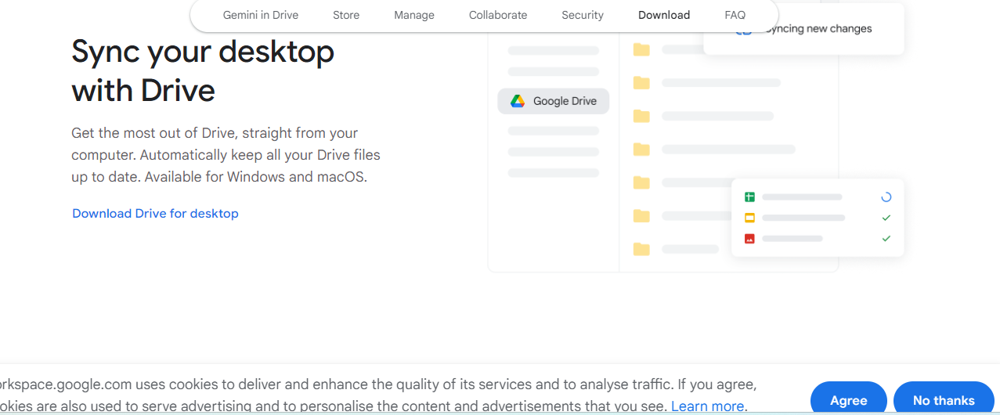 Gemini in Drive Store Manage Collaborate Security Download FAQ
Syncing new changes
Sync your desktop
with Drive
Get the most out of Drive, straight from your
computer. Automatically keep all your Drive files
up to date. Available for Windows and macOS.
Download Drive for desktop
Google Drive
uses cookies to deliver and enhance the quality of its services and to analyse traffic. If you agree,
are also used to serve advertising and to personalise the content and advertisements that you see. Learn more.
Agree No thanks